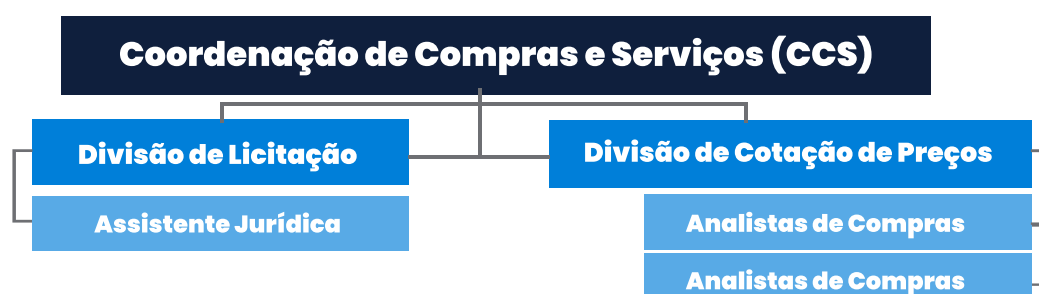 Coordenação de Compras e Serviços (CCS)
Divisão de Licitação
Divisão de Cotação de Preços
Assistente Jurídica
Analistas de Compras
Analistas de Compras